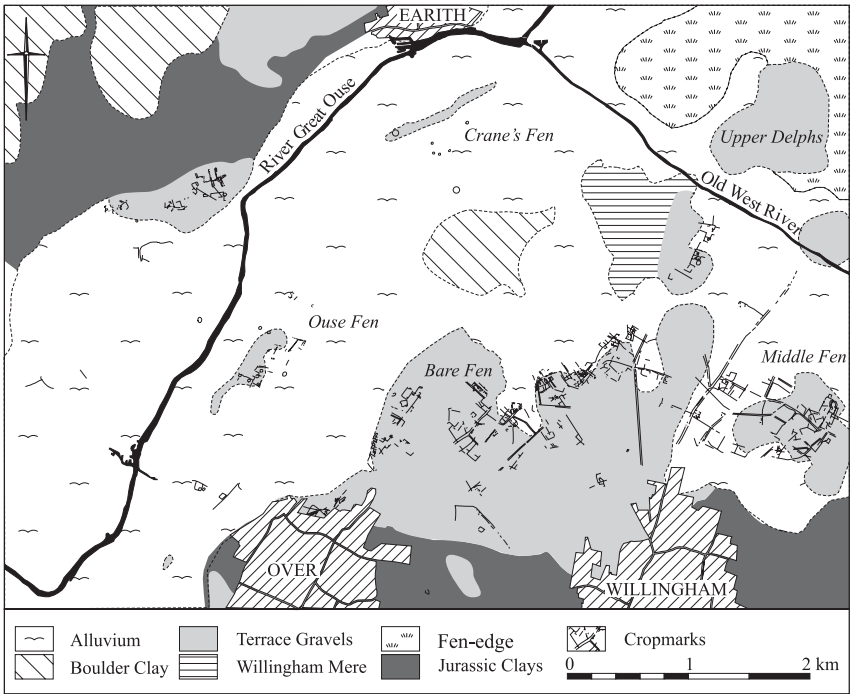 EARITH
River Great Ouse
Crane's Fen
Upper Delphs
Old West River
Ouse Fen
Bare Fen
Middle Fen
OVER
WILLINGHAM
Alluvium
Terrace Gravels
Fen-edge
Cropmarks
Boulder Clay
Willingham Mere
Jurassic Clays
0 1 2 km